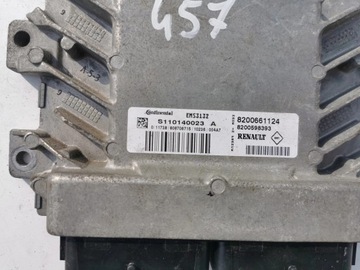 457
Continental EMS3132
S110140023 A
8200661124
8200598393
RENAULT